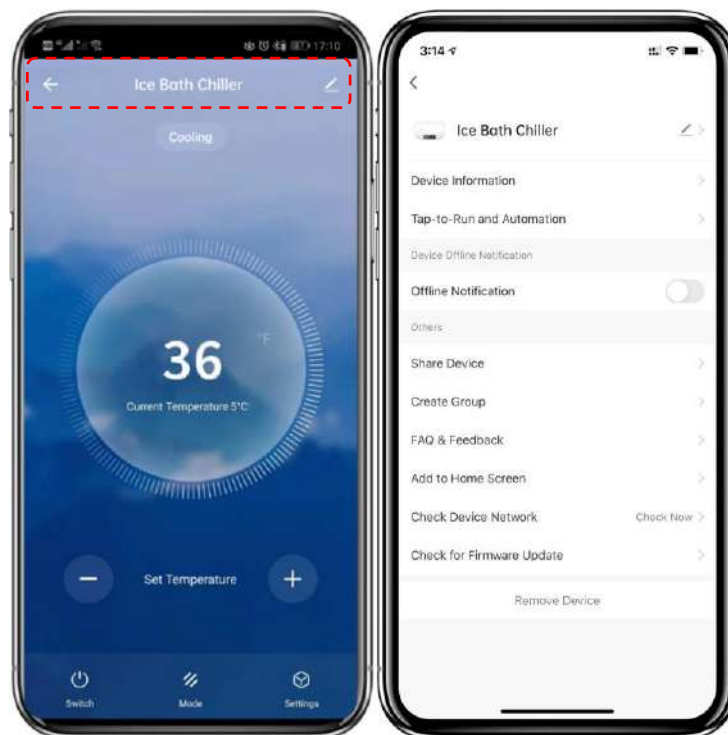 17:10
Ice Bath Chiller
Cooling
°F
36
Current Temperature 5°C
Set Temperature
Switch
Mode
Settings
3:14
Ice Bath Chiller
Device Information
Tap-to-Run and Automation
Device Offline Notification
Offline Notification
Others
Share Device
Create Group
FAQ & Feedback
Add to Home Screen
Check Device Network Check Now
Check for Firmware Update
Remove Device